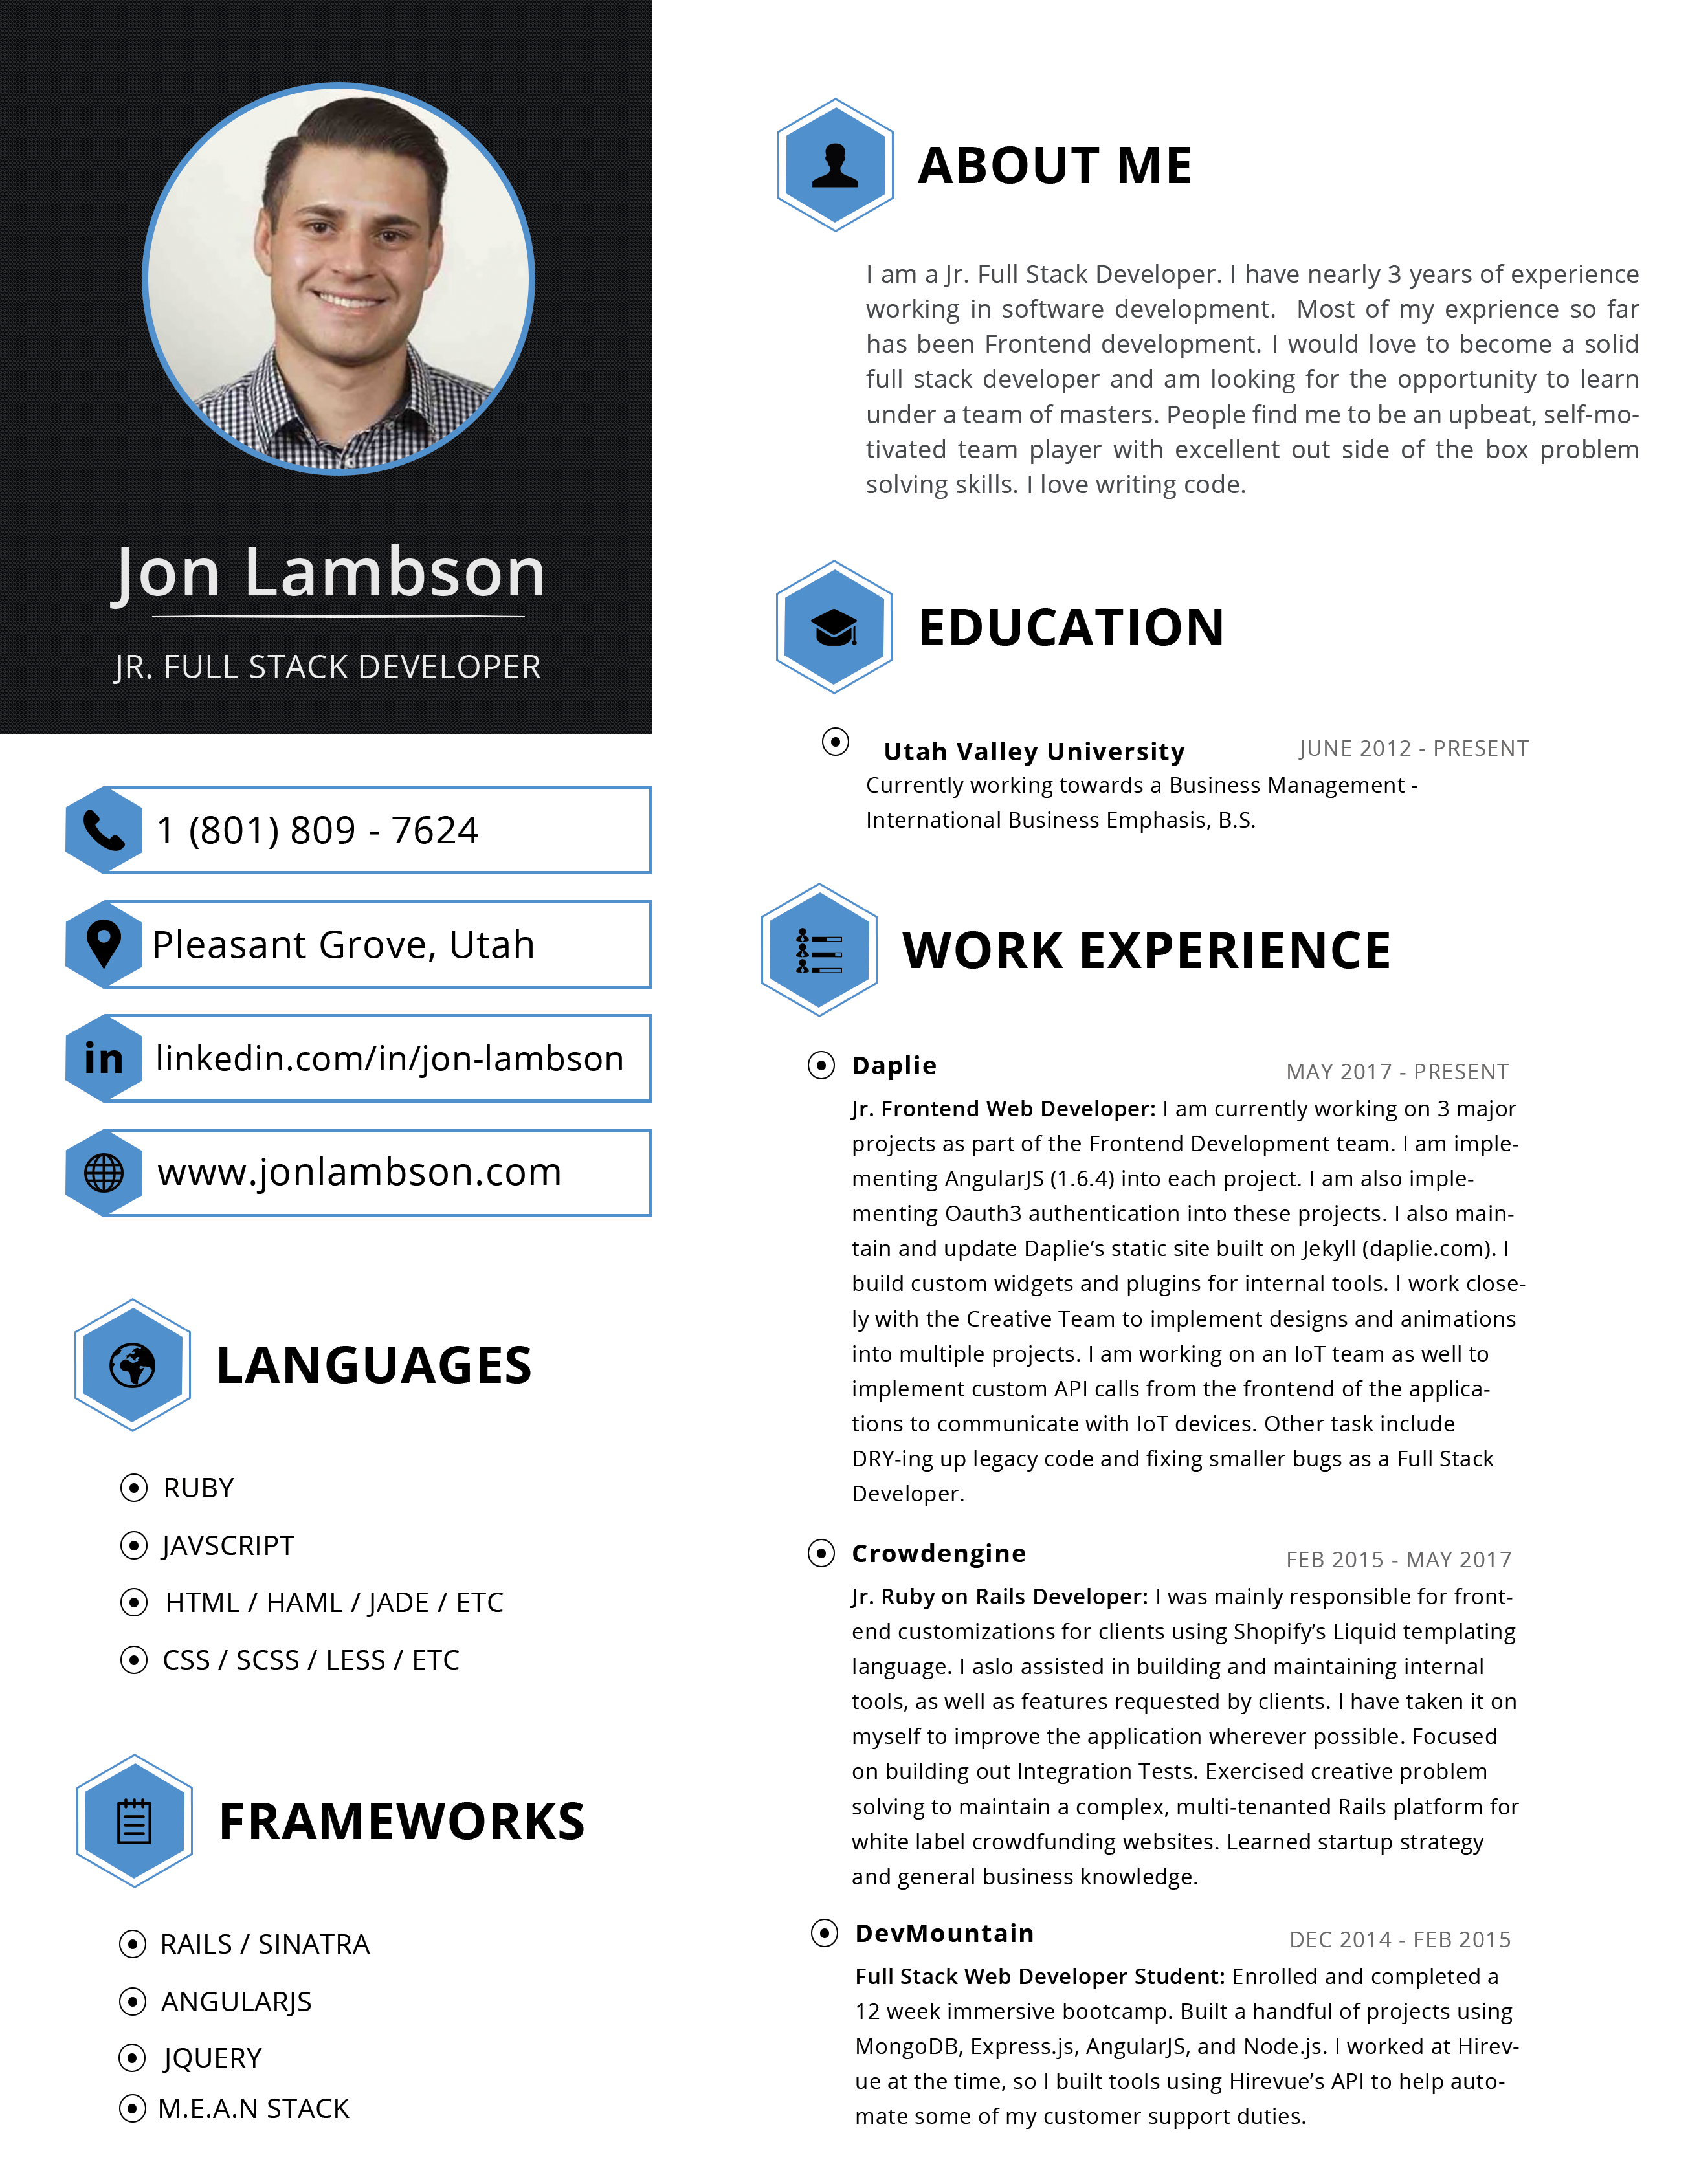 Jon Lambson
JR. FULL STACK DEVELOPER
1 (801) 809 - 7624
Pleasant Grove, Utah
in
linkedin.com/in/jon-lambson
www.jonlambson.com
LANGUAGES
RUBY
JAVSCRIPT
HTML / HAML / JADE / ETC
CSS / SCSS / LESS / ETC
FRAMEWORKS
RAILS / SINATRA
ANGULARJS
JQUERY
M.E.A.N STACK
ABOUT ME
I am a Jr. Full Stack Developer. I have nearly 3 years of experience
working in software development. Most of my exprience so far
has been Frontend development. I would love to become a solid
full stack developer and am looking for the opportunity to learn
under a team of masters. People find me to be an upbeat, self-mo-
tivated team player with excellent out side of the box problem
solving skills. I love writing code.
EDUCATION
Utah Valley University JUNE 2012 - PRESENT
Currently working towards a Business Management -
International Business Emphasis, B.S.
WORK EXPERIENCE
Daplie MAY 2017 - PRESENT
Jr. Frontend Web Developer: I am currently working on 3 major
projects as part of the Frontend Development team. I am imple-
menting AngularJS (1.6.4) into each project. I am also imple-
menting Oauth3 authentication into these projects. I also main-
tain and update Daplie’s static site built on Jekyll (daplie.com). I
build custom widgets and plugins for internal tools. I work close-
ly with the Creative Team to implement designs and animations
into multiple projects. I am working on an IoT team as well to
implement custom API calls from the frontend of the applica-
tions to communicate with IoT devices. Other task include
DRY-ing up legacy code and fixing smaller bugs as a Full Stack
Developer.
Crowdengine FEB 2015 - MAY 2017
Jr. Ruby on Rails Developer: I was mainly responsible for front-
end customizations for clients using Shopify’s Liquid templating
language. I aslo assisted in building and maintaining internal
tools, as well as features requested by clients. I have taken it on
myself to improve the application wherever possible. Focused
on building out Integration Tests. Exercised creative problem
solving to maintain a complex, multi-tenanted Rails platform for
white label crowdfunding websites. Learned startup strategy
and general business knowledge.
DevMountain DEC 2014 - FEB 2015
Full Stack Web Developer Student: Enrolled and completed a
12 week immersive bootcamp. Built a handful of projects using
MongoDB, Express.js, AngularJS, and Node.js. I worked at Hirev-
ue at the time, so I built tools using Hirevue’s API to help auto-
mate some of my customer support duties.